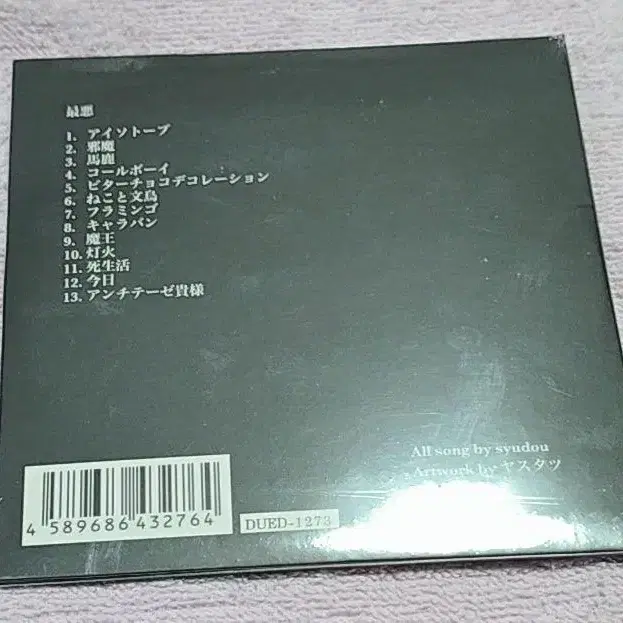 最悪
1. アイソトープ
2. 邪魔
3. 馬鹿
4. コールボーイ
5. ビターチョコデコレーション
6. ねこと文鳥
7. フラミンゴ
8. キャラバン
9. 魔王
10. 灯火
11. 死生活
12. 今日
13. アンチテーゼ貴様
All song by syudou
Artwork by ヤスタツ
4 589686 432764
DUED-1273